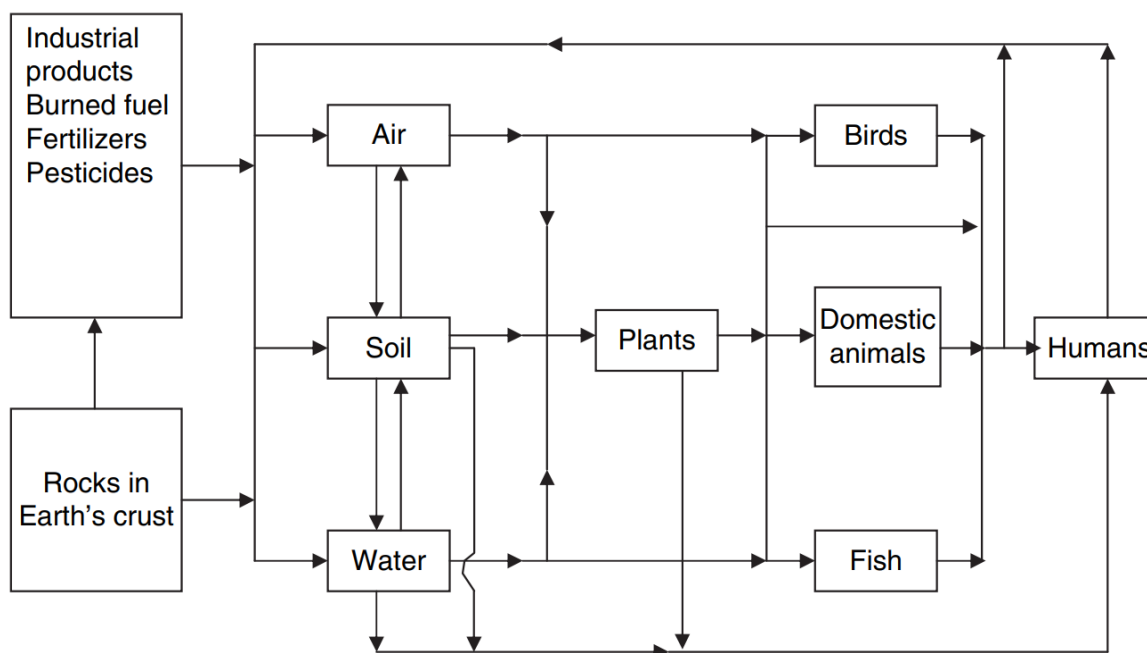 Industrial
products
Burned fuel
Fertilizers
Pesticides
Air
Birds
Soil
Plants
Domestic
animals
Humans
Rocks in
Earth's crust
Water
Fish